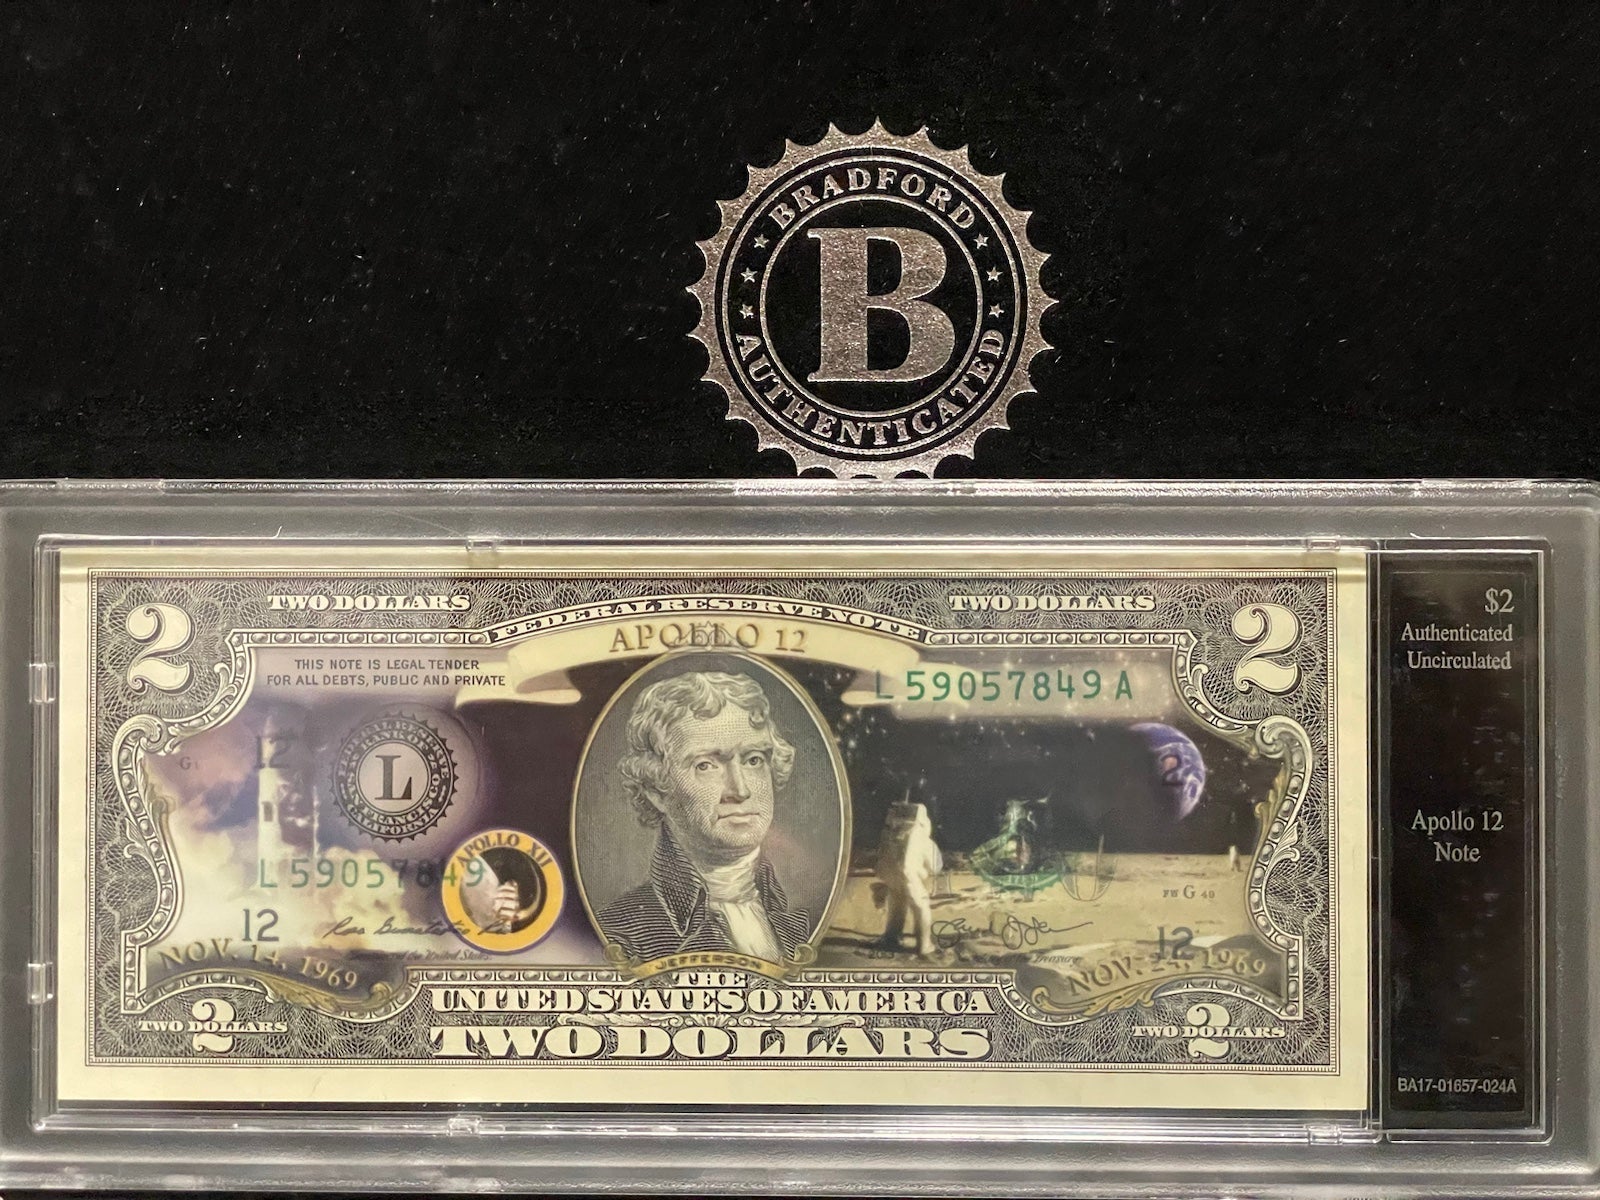 BRADFORD
B
AUTHENTICATED
2
TWO DOLLARS
FEDERAL RESERVE NOTE
TWO DOLLARS
2
APOLLO 12
THIS NOTE IS LEGAL TENDER
FOR ALL DEBTS, PUBLIC AND PRIVATE
L 59057849 A
12
L
APOLLO XII
L 59057849
12
NOV. 14, 1969
JEFFERSON
FW G 49
12
NOV. 24, 1969
THE
UNITED STATES OF AMERICA
TWO DOLLARS
2
TWO DOLLARS
2
TWO DOLLARS
$2
Authenticated
Uncirculated
Apollo 12
Note
BA17-01657-024A